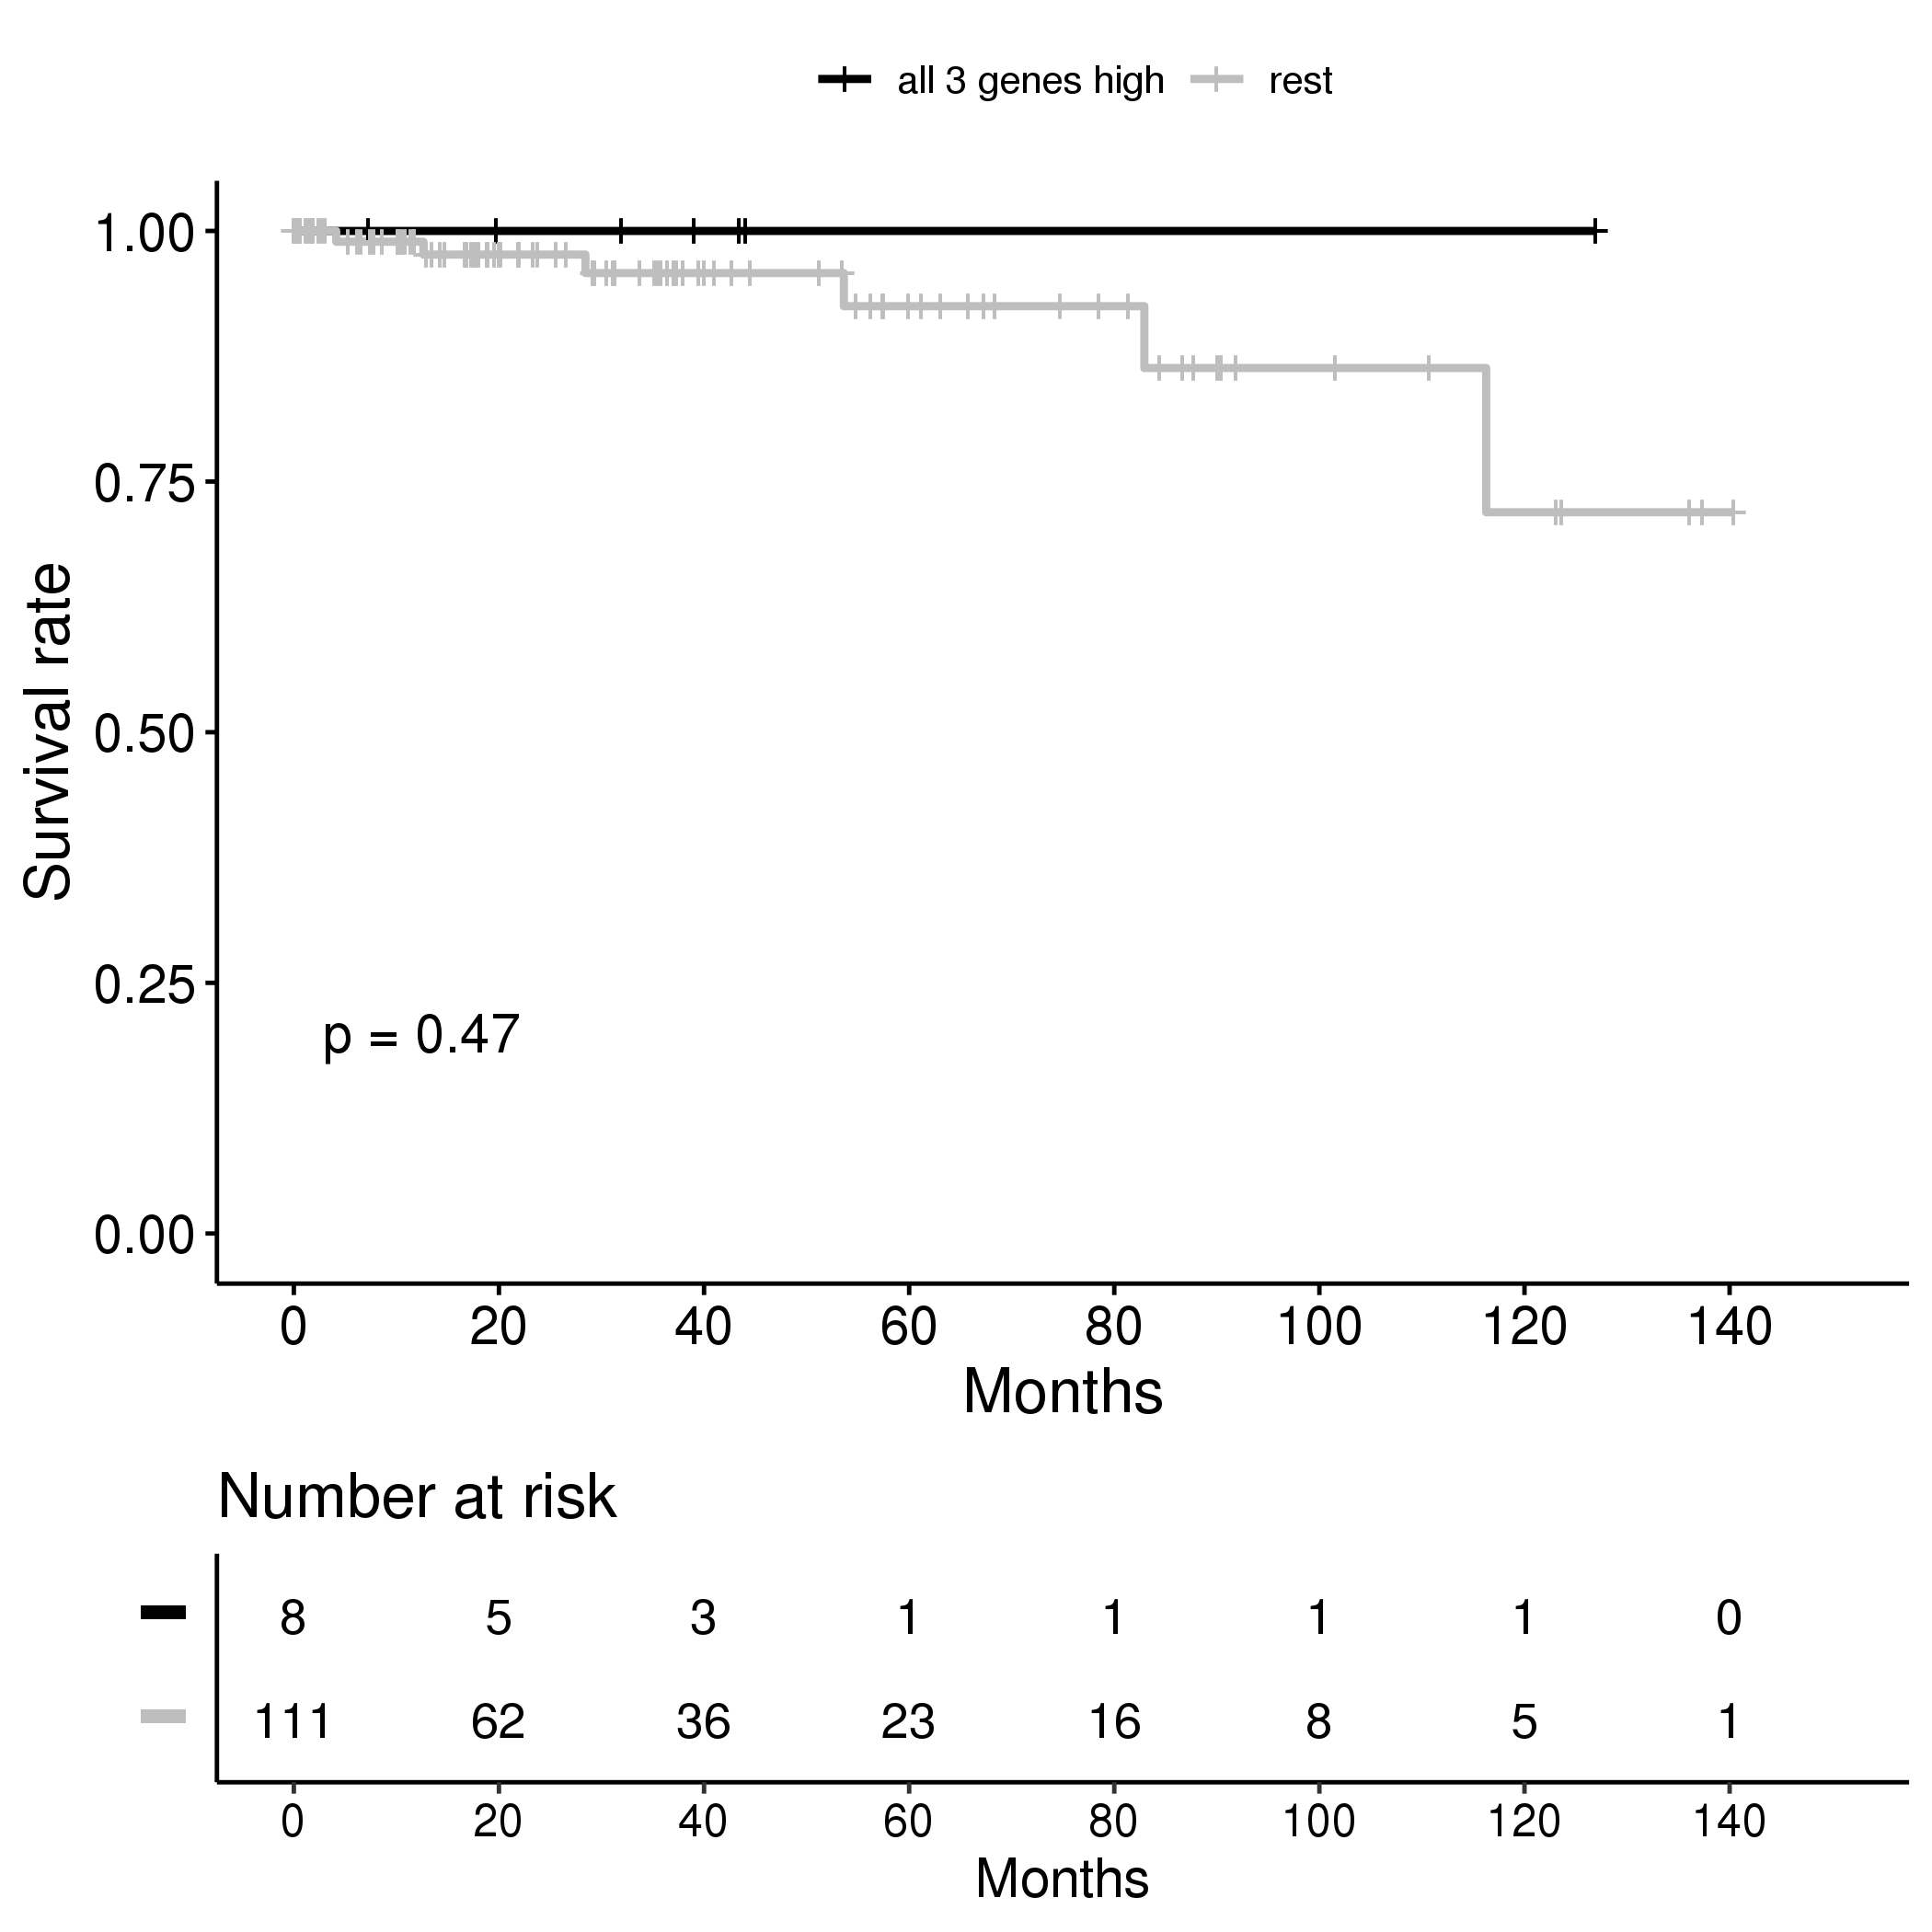 all 3 genes high rest
1.00
0.75
0.50
0.25
0.00
Survival rate
p = 0.47
0 20 40 60 80 100 120 140
Months
Number at risk
8 5 3 1 1 1 1 0
111 62 36 23 16 8 5 1
0 20 40 60 80 100 120 140
Months